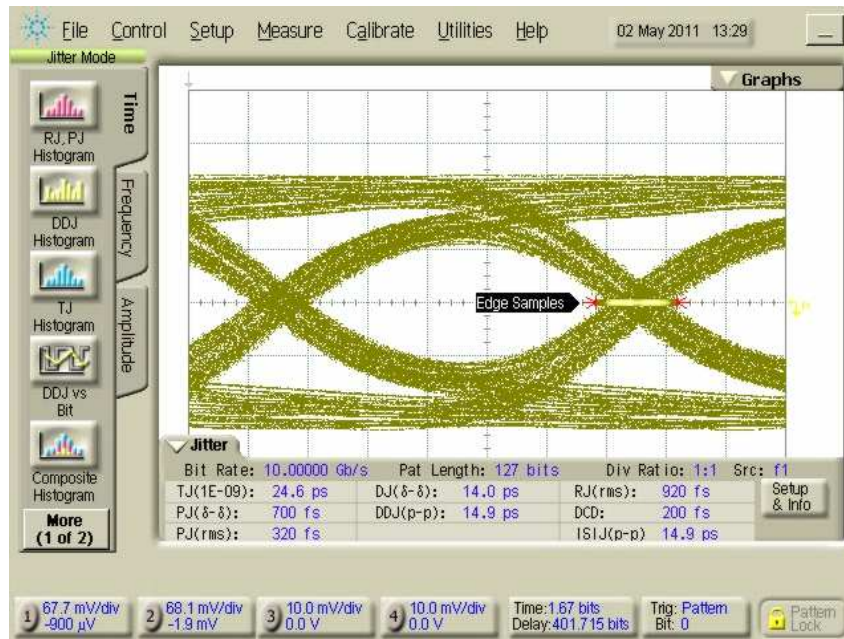 File Control Setup Measure Calibrate Utilities Help 02 May 2011 13:29
Jitter Mode
Graphs
Time
RJ, PJ
Histogram
Frequency
DDJ
Histogram
Amplitude
TJ
Histogram
Edge Samples
DDJ vs
Bit
Composite
Histogram
More
(1 of 2)
Jitter
Bit Rate: 10.00000 Gb/s Pat Length: 127 bits Div Ratio: 1:1 Src: f1
TJ(1E-09): 24.6 ps DJ(δ-δ): 14.0 ps RJ(rms): 920 fs
PJ(δ-δ): 700 fs DDJ(p-p): 14.9 ps DCD: 200 fs
PJ(rms): 320 fs ISIJ(p-p) 14.9 ps
Setup
& Info
1 67.7 mV/div
-900 µV
2 68.1 mV/div
-1.9 mV
3 10.0 mV/div
0.0 V
4 10.0 mV/div
0.0 V
Time:1.67 bits
Delay:401.715 bits
Trig: Pattern
Bit: 0
Pattern
Lock